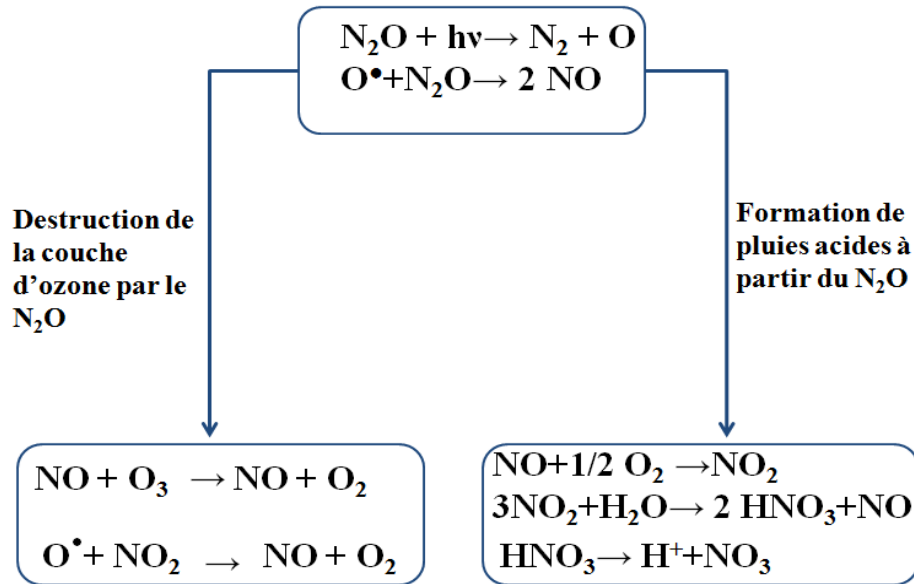 N₂O + hν→ N₂ + O
O•+N₂O→ 2 NO
Destruction de
la couche
d'ozone par le
N₂O
Formation de
pluies acides à
partir du N₂O
NO + O₃ → NO + O₂
O•+ NO₂ → NO + O₂
NO+1/2 O₂ →NO₂
3NO₂+H₂O→ 2 HNO₃+NO
HNO₃→ H⁺+NO₃